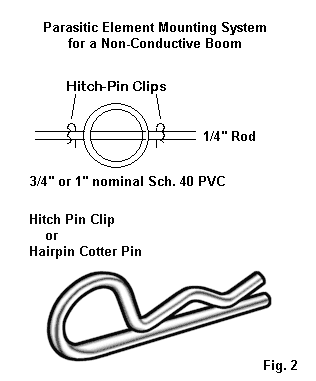 Parasitic Element Mounting System
for a Non-Conductive Boom
Hitch-Pin Clips
1/4" Rod
3/4" or 1" nominal Sch. 40 PVC
Hitch Pin Clip
or
Hairpin Cotter Pin
Fig. 2